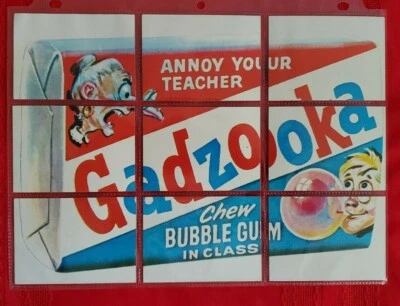 ANNOY YOUR
TEACHER
Gadzooka
Chew
BUBBLE GUM
IN CLASS